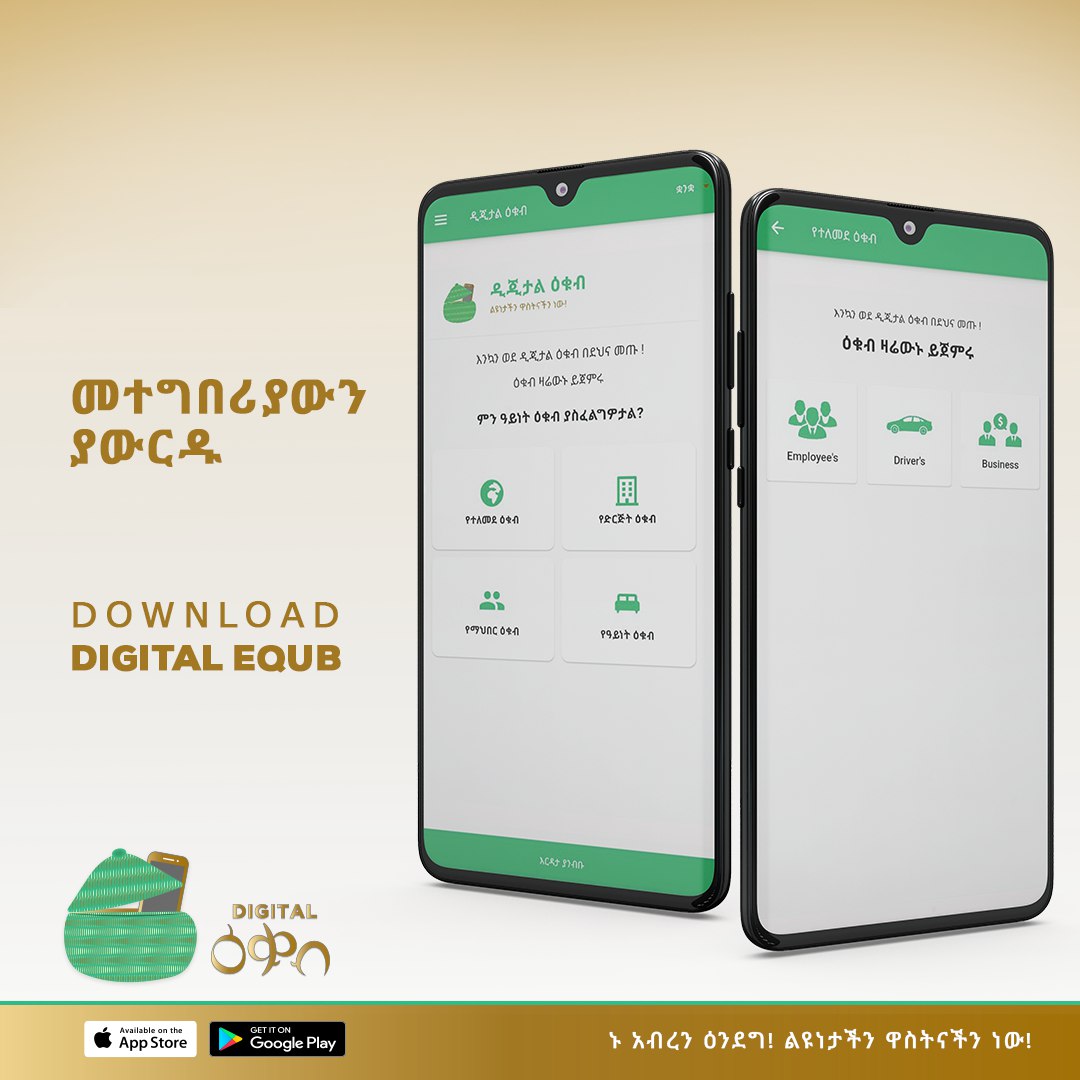 መተግበሪያውን
ያውርዱ
DOWNLOAD
DIGITAL EQUB
ዲጂታል ዕቁብ
ቋንቋ
ዲጂታል ዕቁብ
ልዩነታችን ዋስትናችን ነው!
እንኳን ወደ ዲጂታል ዕቁብ በደህና መጡ !
ዕቁብ ዛሬውኑ ይጀምሩ
ምን ዓይነት ዕቁብ ያስፈልግዎታል?
የተለመደ ዕቁብ
የድርጅት ዕቁብ
የማህበር ዕቁብ
የዓይነት ዕቁብ
እርዳታ ያንብቡ
የተለመደ ዕቁብ
እንኳን ወደ ዲጂታል ዕቁብ በደህና መጡ !
ዕቁብ ዛሬውኑ ይጀምሩ
Employee's
Driver's
Business
DIGITAL
ዕቁብ
Available on the
App Store
GET IT ON
Google Play
ኑ አብረን ዕንደግ! ልዩነታችን ዋስትናችን ነው!